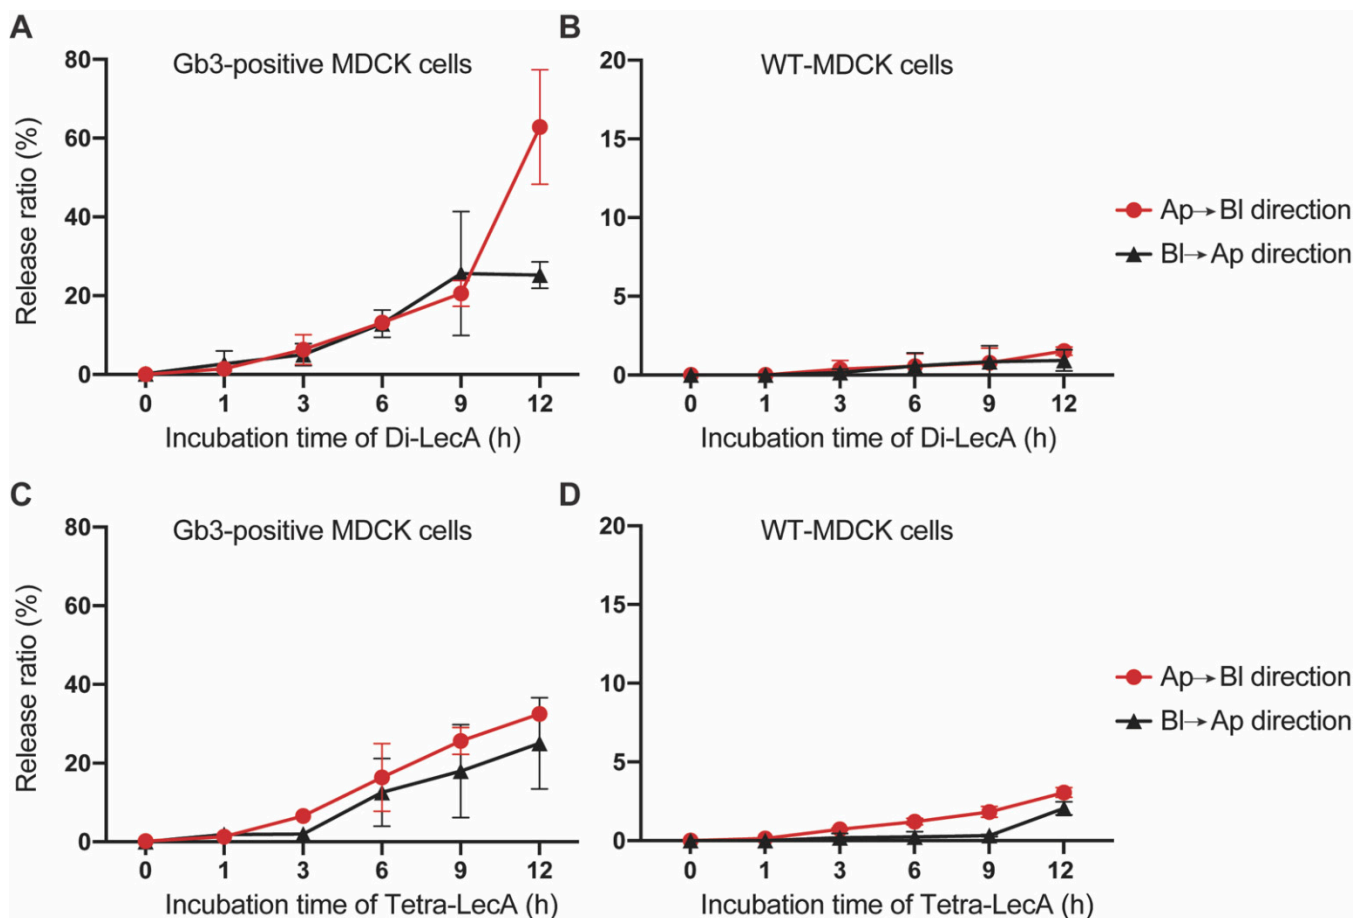 A
Gb3-positive MDCK cells
80
60
40
20
0
Release ratio (%)
0 1 3 6 9 12
Incubation time of Di-LecA (h)
B
WT-MDCK cells
20
15
10
5
0
0 1 3 6 9 12
Incubation time of Di-LecA (h)
Ap→Bl direction
Bl→Ap direction
C
Gb3-positive MDCK cells
80
60
40
20
0
Release ratio (%)
0 1 3 6 9 12
Incubation time of Tetra-LecA (h)
D
WT-MDCK cells
20
15
10
5
0
0 1 3 6 9 12
Incubation time of Tetra-LecA (h)
Ap→Bl direction
Bl→Ap direction